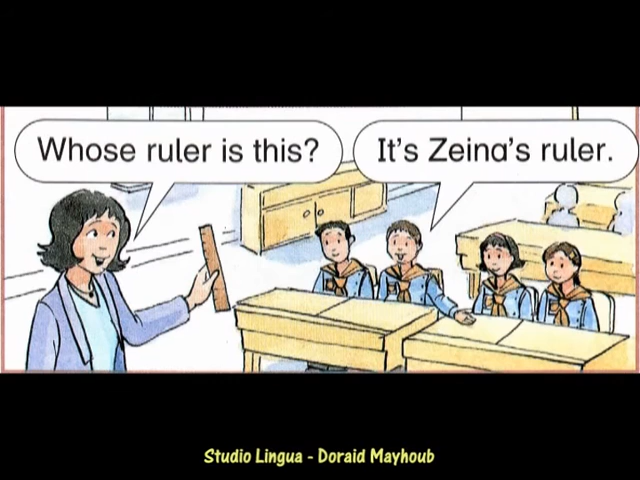 Whose ruler is this?
It's Zeina's ruler.
Studio Lingua - Doraid Mayhoub